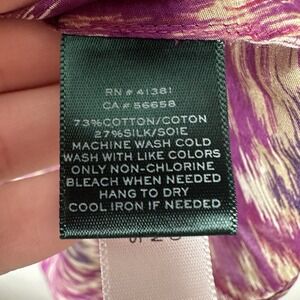 RN # 41381
CA # 56658
73%COTTON/COTON
27%SILK/SOIE
MACHINE WASH COLD
WASH WITH LIKE COLORS
ONLY NON-CHLORINE
BLEACH WHEN NEEDED
HANG TO DRY
COOL IRON IF NEEDED